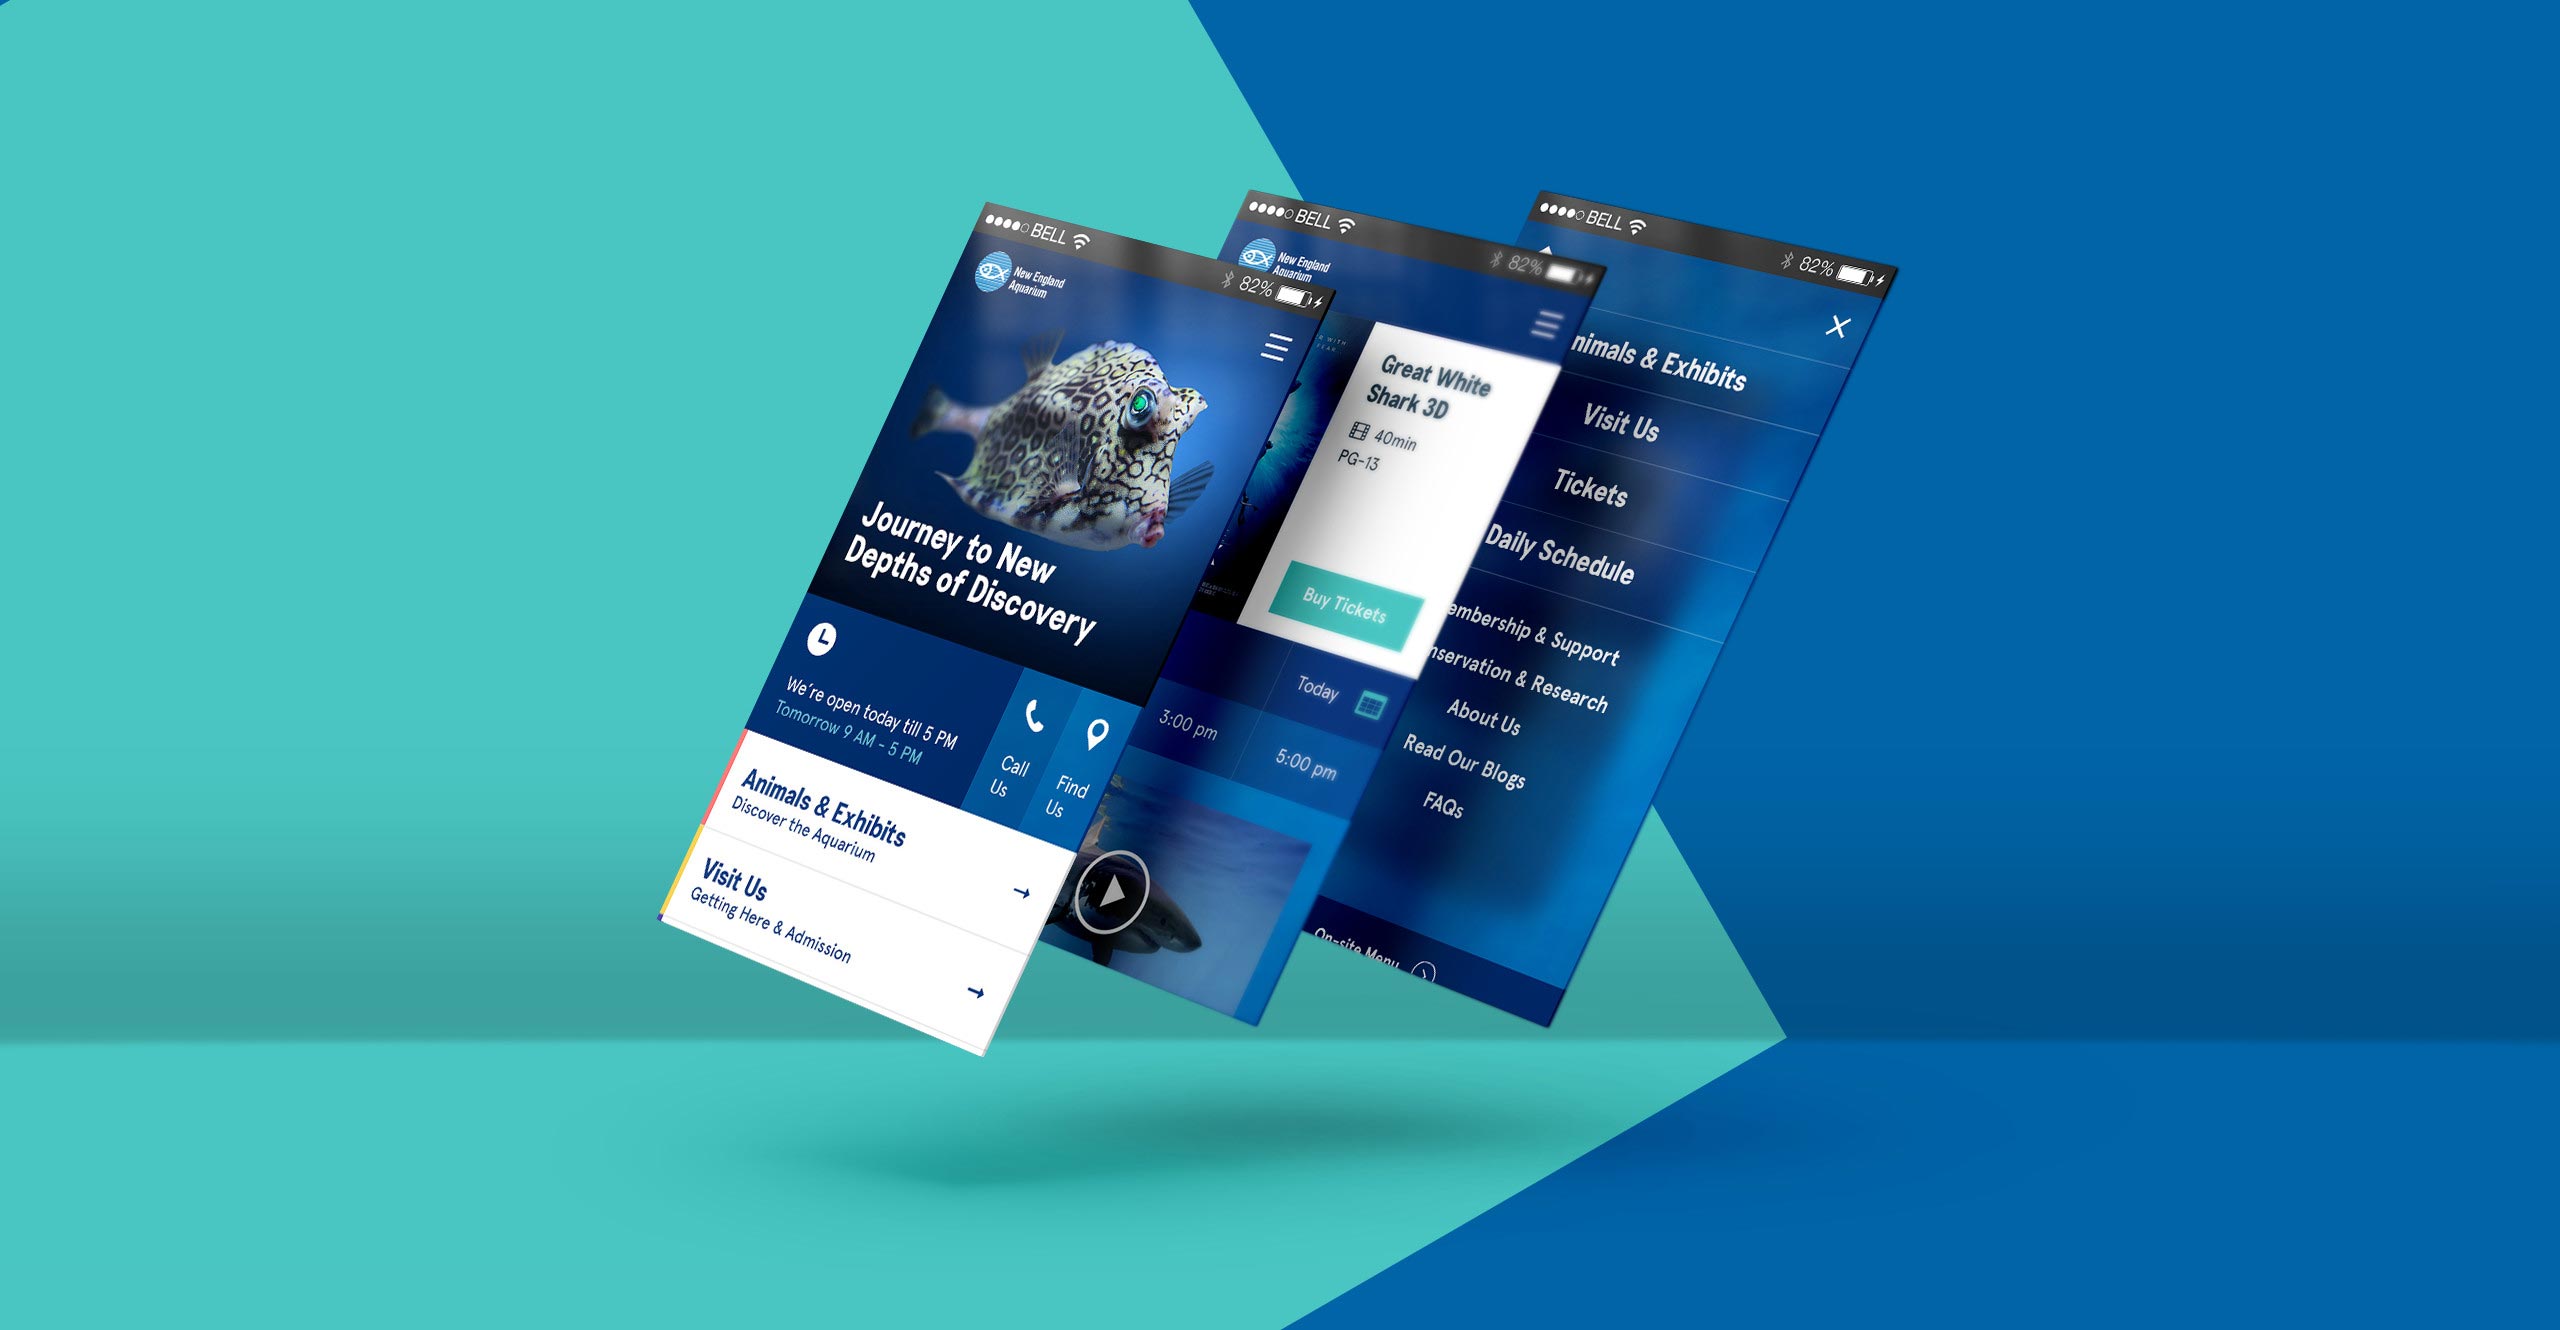 BELL
82%
New England
Aquarium
Journey to New
Depths of Discovery
We're open today till 5 PM
Tomorrow 9 AM - 5 PM
Call
Us
Find
Us
Animals & Exhibits
Discover the Aquarium
Visit Us
Getting Here & Admission
BELL
82%
New England
Aquarium
Great White
Shark 3D
40min
PG-13
Buy Tickets
Today
3:00 pm
5:00 pm
BELL
82%
nimals & Exhibits
Visit Us
Tickets
Daily Schedule
embership & Support
nservation & Research
About Us
Read Our Blogs
FAQs
On-site Menu